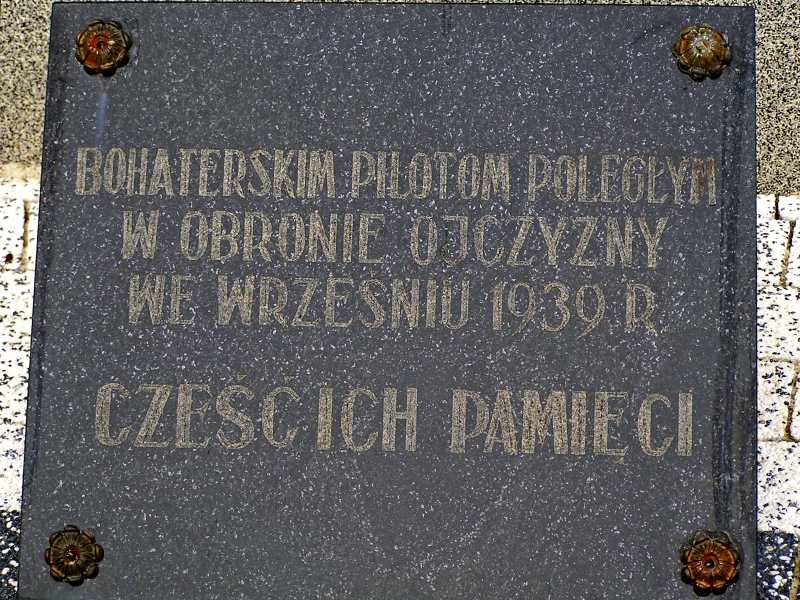 BOHATERSKIM PILOTOM POLEGŁYM
W OBRONIE OJCZYZNY
WE WRZEŚNIU 1939 R.
CZEŚĆ ICH PAMIĘCI